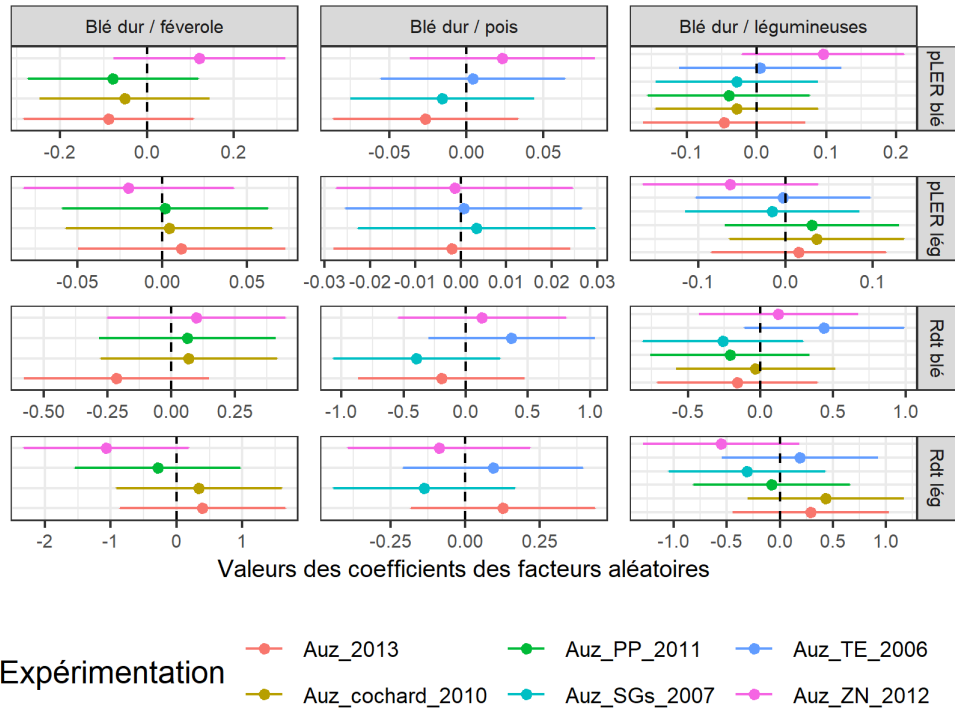 Blé dur / féverole Blé dur / pois Blé dur / légumineuses
pLER blé
-0.2 0.0 0.2 -0.05 0.00 0.05 -0.1 0.0 0.1 0.2
pLER lég
-0.05 0.00 0.05 -0.03 -0.02 -0.01 0.00 0.01 0.02 0.03 -0.1 0.0 0.1
Rdt blé
-0.50 -0.25 0.00 0.25 -1.0 -0.5 0.0 0.5 1.0 -0.5 0.0 0.5 1.0
Rdt lég
-2 -1 0 1 -0.25 0.00 0.25 -1.0 -0.5 0.0 0.5 1.0
Valeurs des coefficients des facteurs aléatoires
Expérimentation
Auz_2013 Auz_PP_2011 Auz_TE_2006
Auz_cochard_2010 Auz_SGs_2007 Auz_ZN_2012